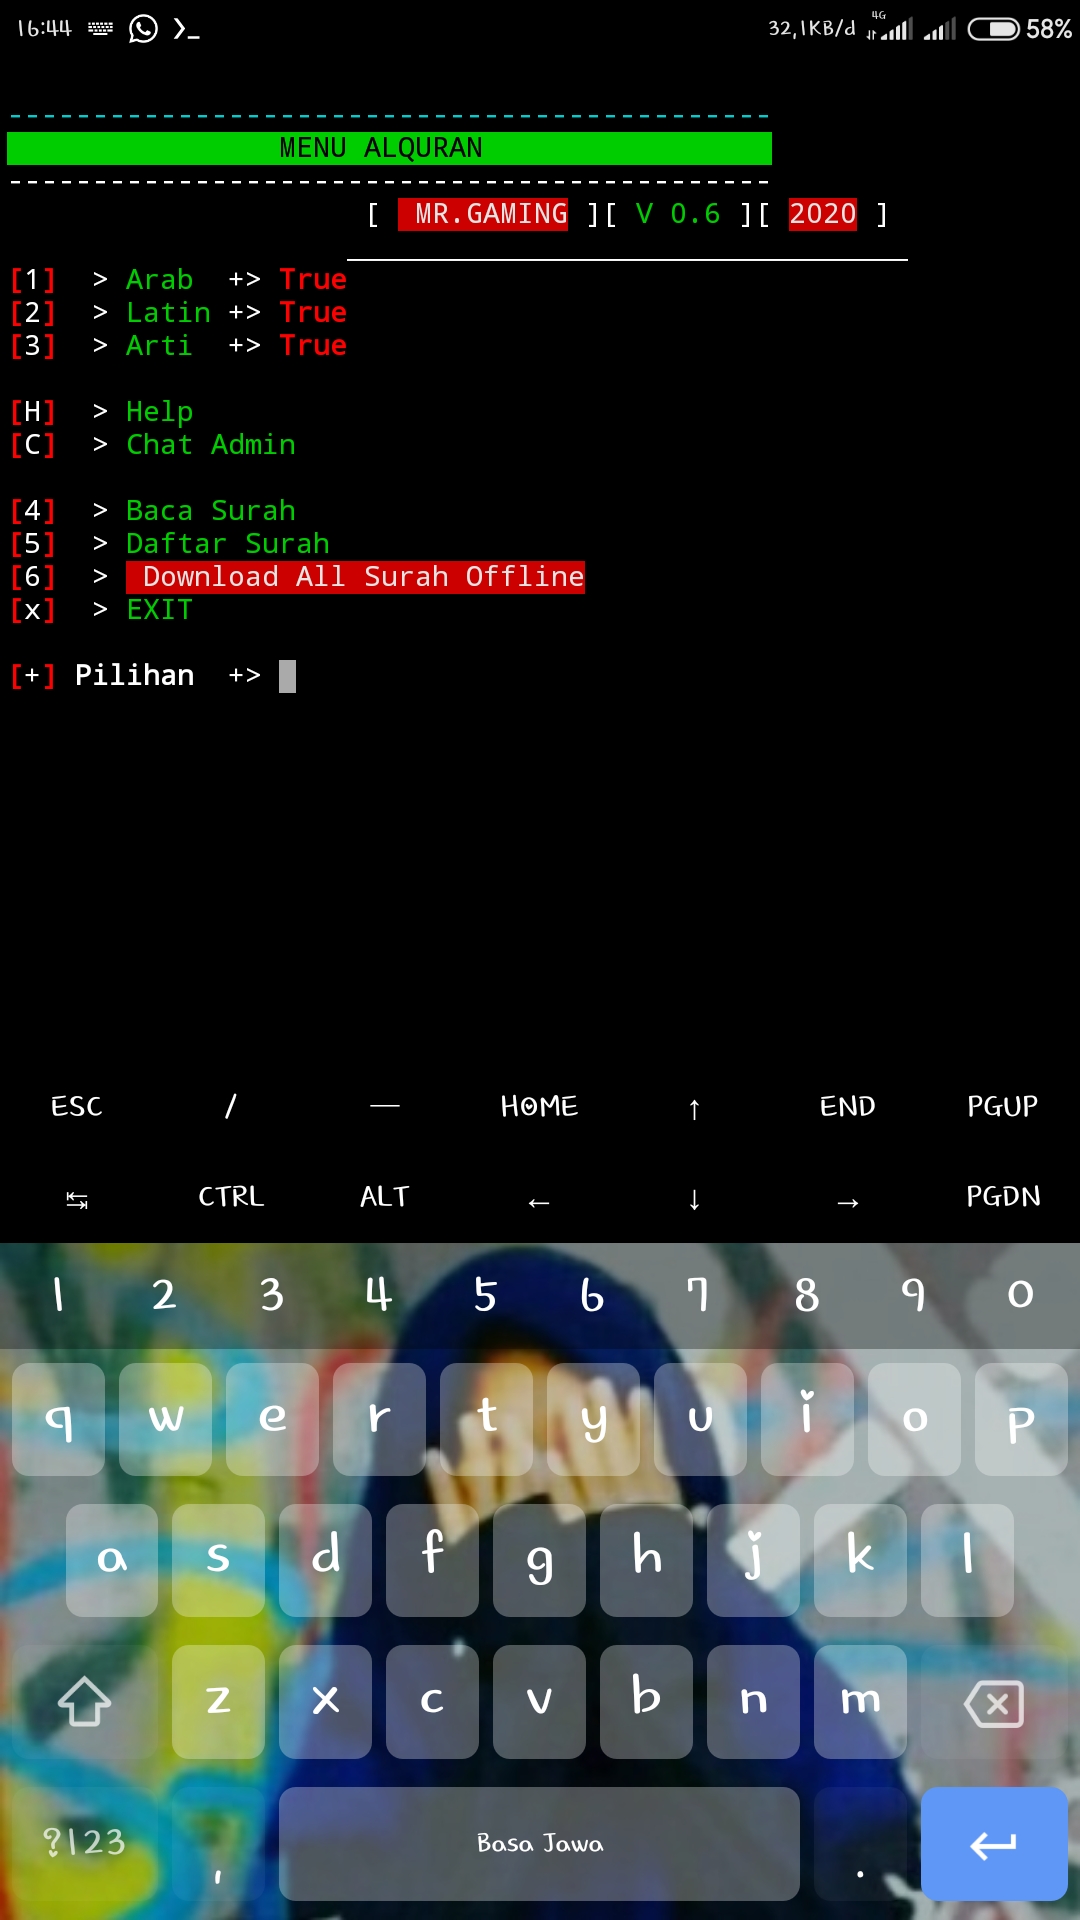 16:44 32,1KB/d 4G 58%
--------------------------------------------
MENU ALQURAN
--------------------------------------------
[ MR.GAMING ][ V 0.6 ][ 2020 ]
[1] > Arab +> True
[2] > Latin +> True
[3] > Arti +> True
[H] > Help
[C] > Chat Admin
[4] > Baca Surah
[5] > Daftar Surah
[6] > Download All Surah Offline
[x] > EXIT
[+] Pilihan +>
ESC / — HOME ↑ END PGUP
↹ CTRL ALT ← ↓ → PGDN
1 2 3 4 5 6 7 8 9 0
q w e r t y u i o p
a s d f g h j k l
z x c v b n m
?123 , Basa Jawa .